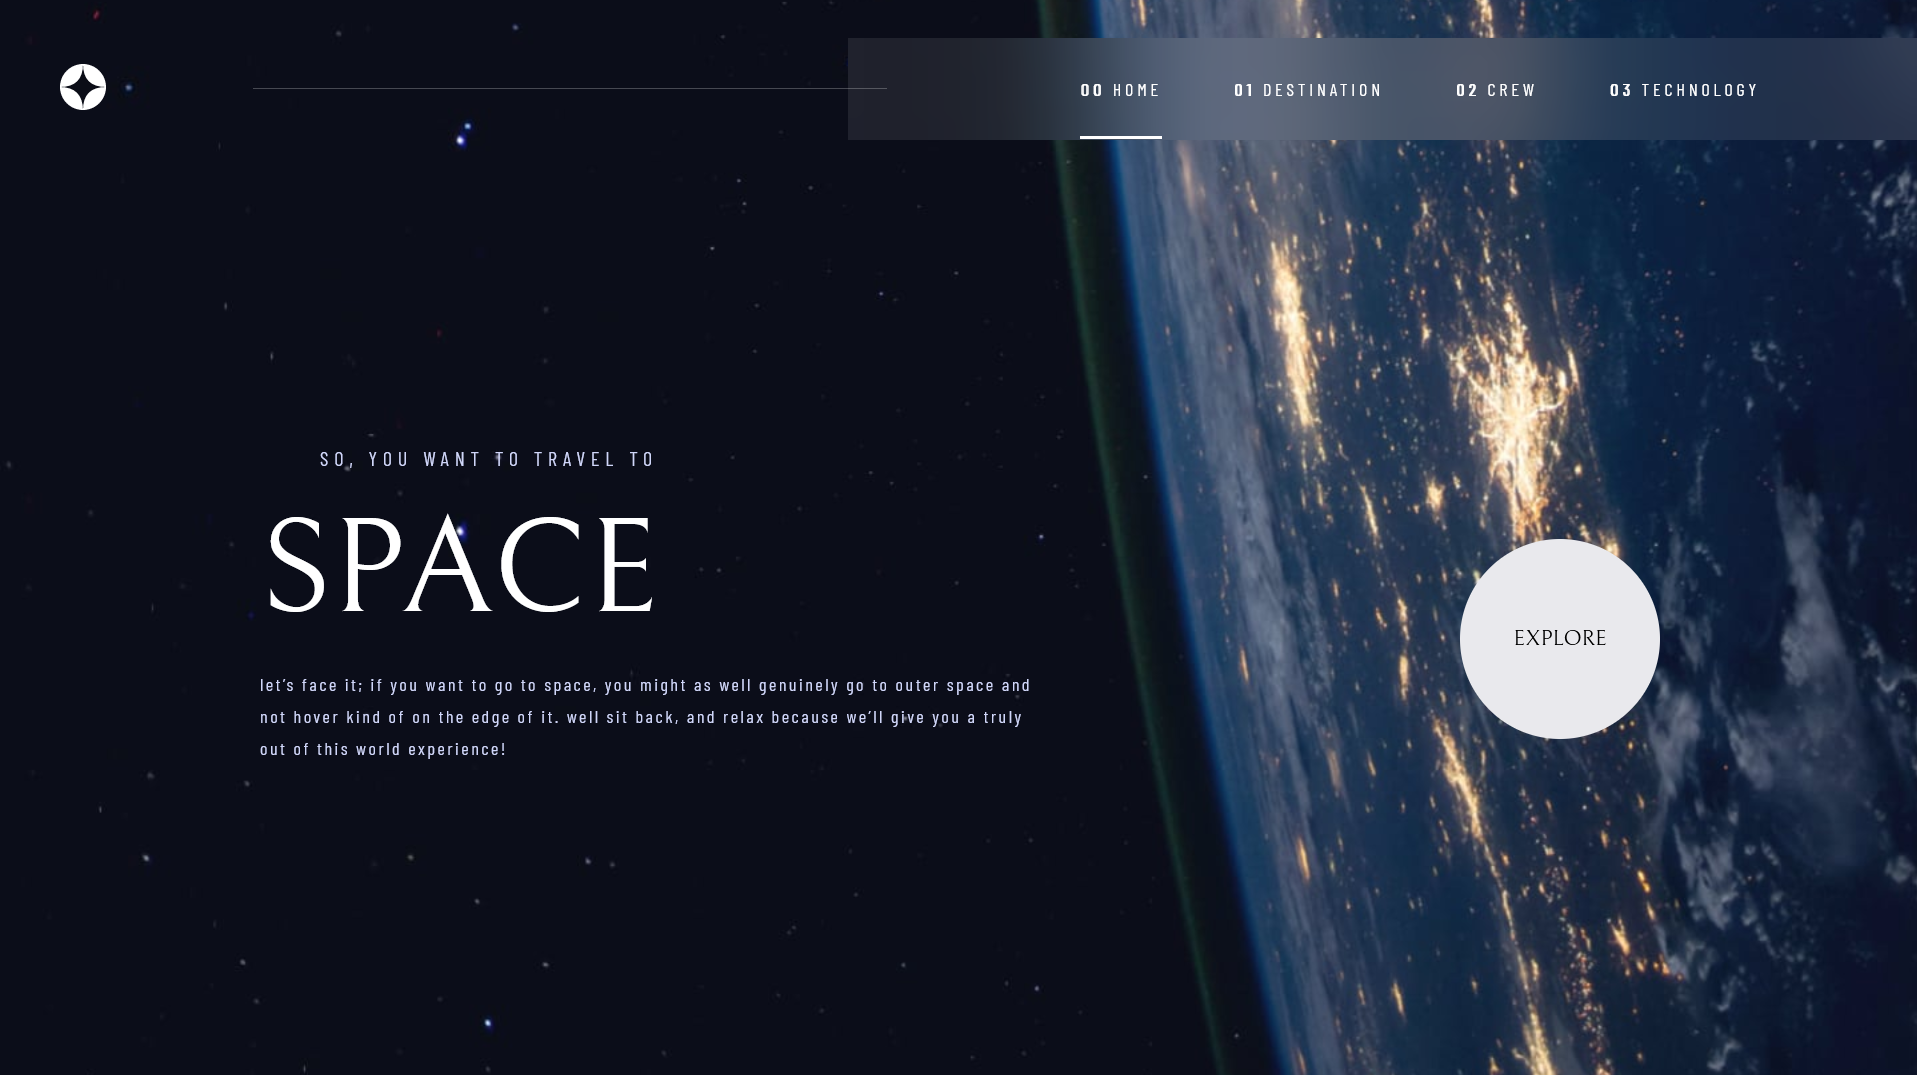 00 HOME 01 DESTINATION 02 CREW 03 TECHNOLOGY
SO, YOU WANT TO TRAVEL TO
SPACE
let’s face it; if you want to go to space, you might as well genuinely go to outer space and
not hover kind of on the edge of it. well sit back, and relax because we’ll give you a truly
out of this world experience!
EXPLORE